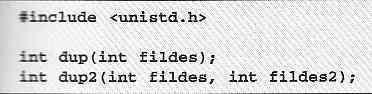 #include <unistd.h>
int dup(int fildes);
int dup2(int fildes, int fildes2);